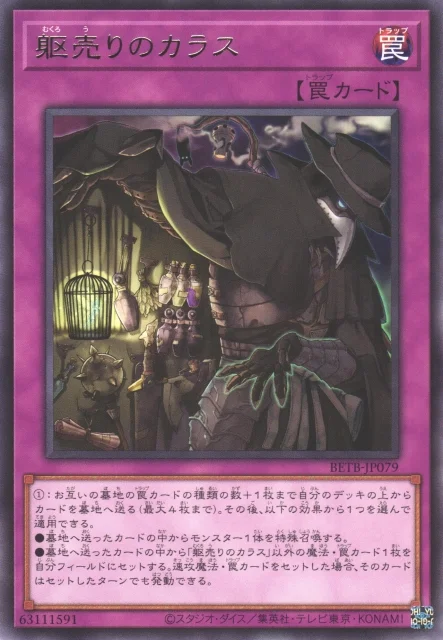 躯売りのカラス
罠
【罠カード】
BETB-JP079
①：お互いの墓地の罠カードの種類の数＋1枚まで自分のデッキの上から
カードを墓地へ送る(最大4枚まで)。その後、以下の効果から1つを選んで
適用できる。
●墓地へ送ったカードの中からモンスター1体を特殊召喚する。
●墓地へ送ったカードの中から「躯売りのカラス」以外の魔法・罠カード1枚を
自分フィールドにセットする。速攻魔法・罠カードをセットした場合、そのカード
はセットしたターンでも発動できる。
63111591
©スタジオ・ダイス／集英社・テレビ東京・KONAMI